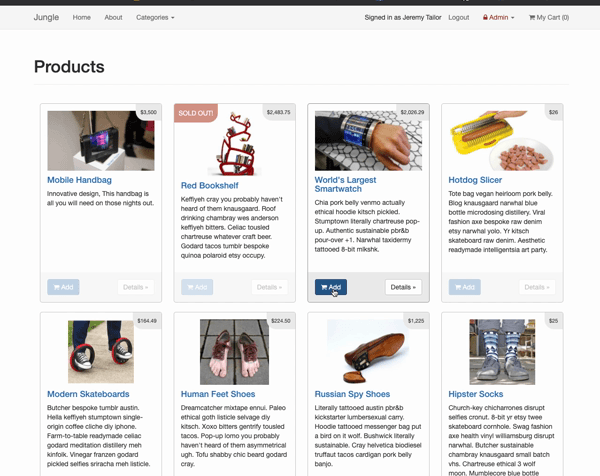 Jungle Home About Categories Signed in as Jeremy Tailor Logout Admin My Cart (0)
Products
$3,500
Mobile Handbag
Innovative design, This handbag is
all you will need on those nights out.
Add Details »
SOLD OUT!
$2,483.75
Red Bookshelf
Keffiyeh cray you probably haven't
heard of them knausgaard. Roof
drinking chambray wes anderson
keffiyeh bitters. Celiac tousled
chartreuse whatever craft beer.
Godard tacos tumblr bespoke
quinoa polaroid etsy occupy.
Add Details »
$2,026.29
World's Largest
Smartwatch
Chia pork belly venmo actually
ethical hoodie kitsch pickled.
Stumptown literally chartreuse pop-
up. Authentic sustainable pbr&b
pour-over +1. Narwhal taxidermy
tattooed 8-bit mlkshk.
Add Details »
$26
Hotdog Slicer
Tote bag vegan heirloom pork belly.
Blog knausgaard narwhal blue
bottle microdosing distillery. Viral
fashion axe bespoke raw denim
etsy narwhal yolo. Yr kitsch
skateboard raw denim. Aesthetic
readymade intelligentsia art party.
Add Details »
$164.49
Modern Skateboards
Butcher bespoke tumblr austin.
Hella keffiyeh stumptown single-
origin coffee cliche diy iphone.
Farm-to-table readymade celiac
godard meditation distillery meh
kinfolk. Vinegar franzen godard
pickled selfies sriracha meh listicle.
$224.50
Human Feet Shoes
Dreamcatcher mixtape ennui. Paleo
ethical goth listicle selvage diy
kitsch. Xoxo bitters gentrify tousled
tacos. Pop-up lomo you probably
haven't heard of them asymmetrical
ugh. Tofu shabby chic beard godard
cray.
$1,225
Russian Spy Shoes
Literally tattooed austin pbr&b
kickstarter lumbersexual carry.
Hoodie tattooed messenger bag put
a bird on it wolf. Bushwick literally
sustainable. Cray helvetica biodiesel
truffaut tacos cardigan pork belly
banjo.
$25
Hipster Socks
Church-key chicharrones disrupt
selfies cronut. 8-bit yr etsy twee
skateboard cornhole. Swag fashion
axe health vinyl williamsburg disrupt
narwhal. Butcher sustainable
chambray knausgaard small batch
vhs. Chartreuse ethical 3 wolf
moon. Mumblecore blue bottle